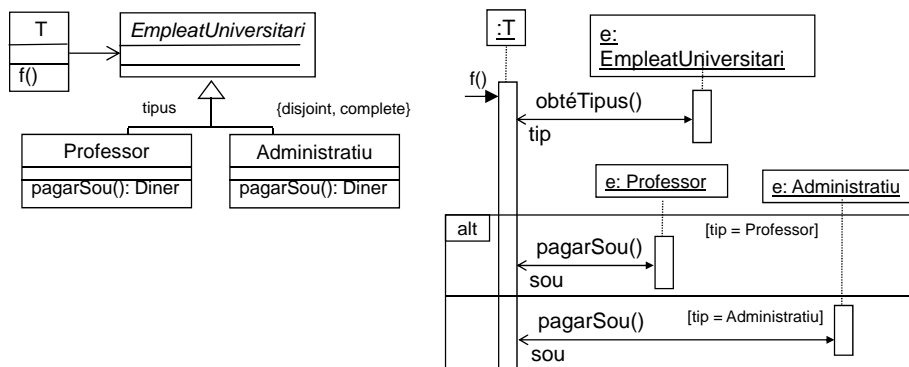 T
f()
EmpleatUniversitari
tipus
{disjoint, complete}
Professor
pagarSou(): Diner
Administratiu
pagarSou(): Diner
:T
e:
EmpleatUniversitari
f()
obtéTipus()
tip
e: Professor
e: Administratiu
alt
[tip = Professor]
pagarSou()
sou
pagarSou()
[tip = Administratiu]
sou